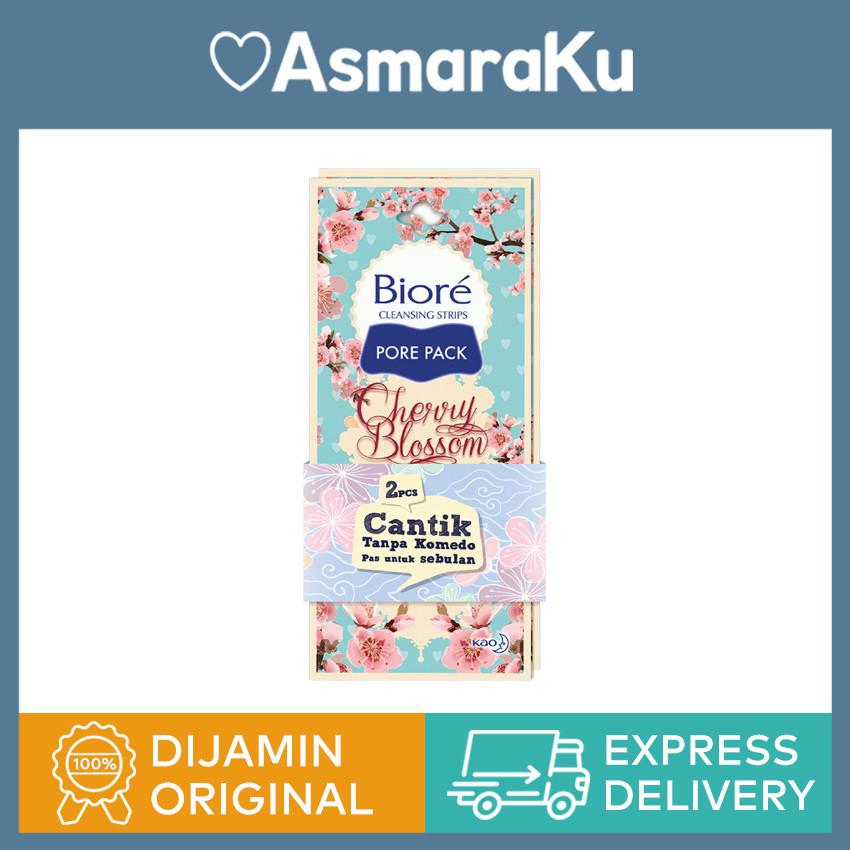 AsmaraKu
Bioré
CLEANSING STRIPS
PORE PACK
Cherry
Blossom
2PCS
Cantik
Tanpa Komedo
Pas untuk sebulan
Kao
100%
DIJAMIN
ORIGINAL
EXPRESS
DELIVERY